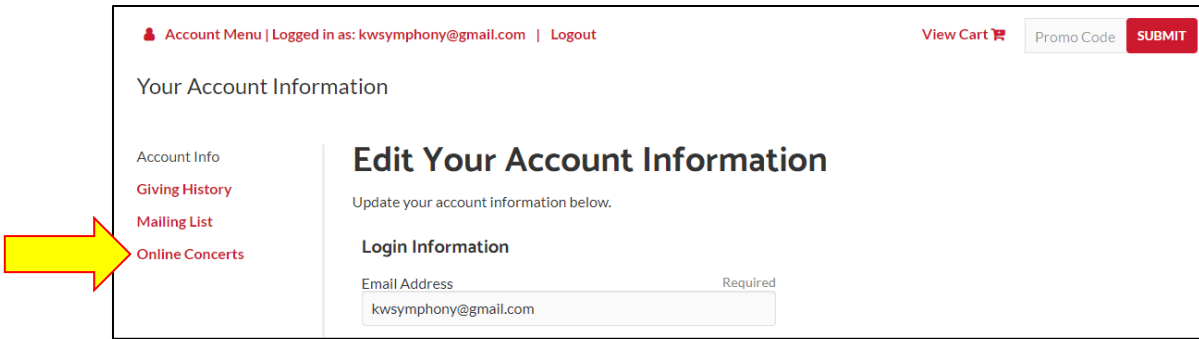 Account Menu | Logged in as: kwsymphony@gmail.com | Logout
View Cart
Promo Code
SUBMIT
Your Account Information
Account Info
Giving History
Mailing List
Online Concerts
Edit Your Account Information
Update your account information below.
Login Information
Email Address
Required
kwsymphony@gmail.com